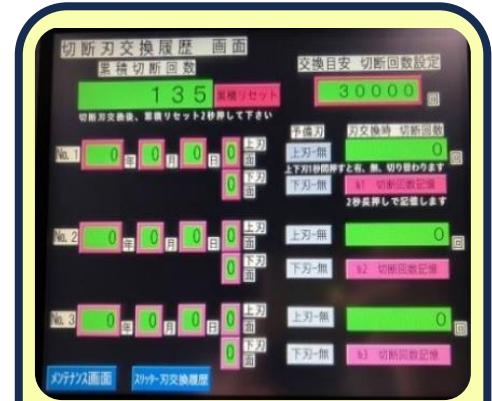 切断刃交換履歴 画面
累積切断回数
交換目安 切断回数設定
135 累積リセット
30000 回
切断刃交換後、累積リセット2秒押して下さい
予備刃 刃交換時 切断回数
No.1 0 年 0 月 0 日 0 上刃面 上刃-無 0 回
上下刃1秒間押すと有、無、切り替わります
0 下刃面 下刃-無 №1 切断回数記憶
2秒長押しで記憶します
No.2 0 年 0 月 0 日 0 上刃面 上刃-無 0 回
0 下刃面 下刃-無 №2 切断回数記憶
No.3 0 年 0 月 0 日 0 上刃面 上刃-無 0 回
0 下刃面 下刃-無 №3 切断回数記憶
メンテナンス画面 スリッター刃交換履歴